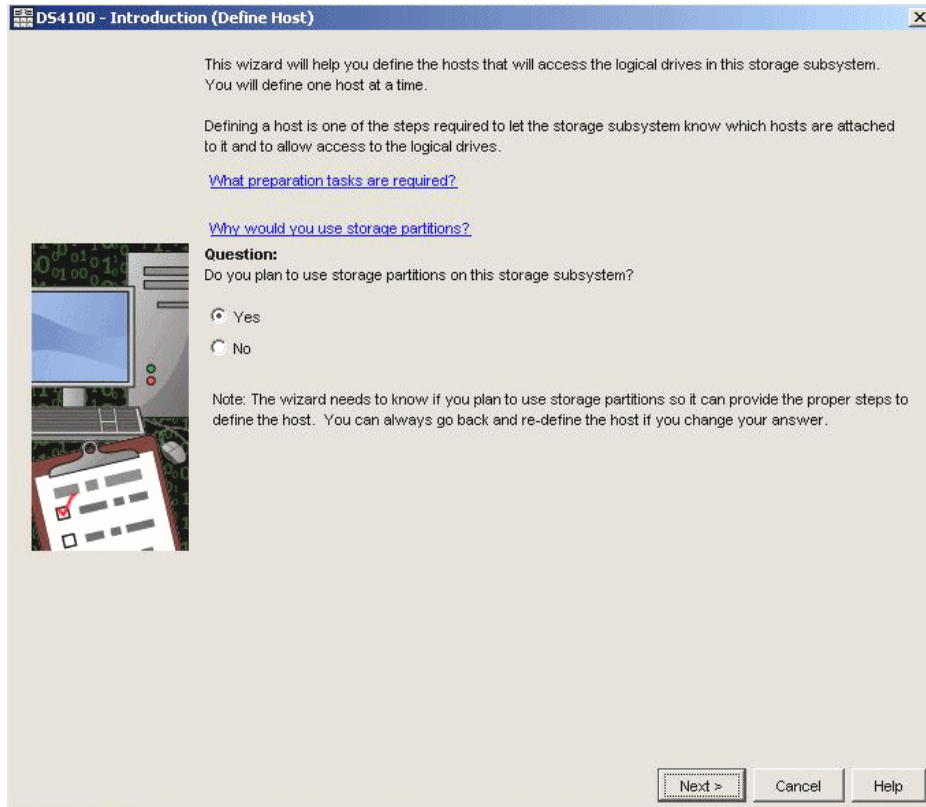 DS4100 - Introduction (Define Host)
This wizard will help you define the hosts that will access the logical drives in this storage subsystem.
You will define one host at a time.
Defining a host is one of the steps required to let the storage subsystem know which hosts are attached
to it and to allow access to the logical drives.
What preparation tasks are required?
Why would you use storage partitions?
Question:
Do you plan to use storage partitions on this storage subsystem?
Yes
No
Note: The wizard needs to know if you plan to use storage partitions so it can provide the proper steps to
define the host. You can always go back and re-define the host if you change your answer.
Next >
Cancel
Help